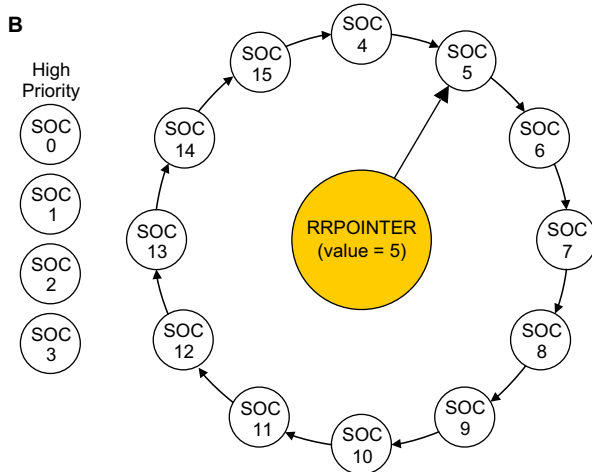 B
High
Priority
SOC
0
SOC
1
SOC
2
SOC
3
SOC
4
SOC
5
SOC
6
SOC
7
SOC
8
SOC
9
SOC
10
SOC
11
SOC
12
SOC
13
SOC
14
SOC
15
RRPOINTER
(value = 5)